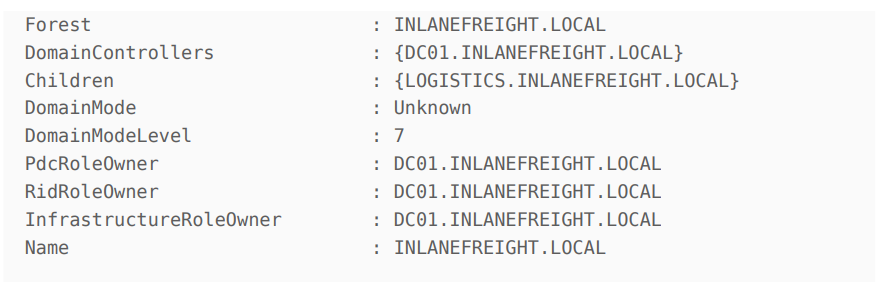 Forest                          : INLANEFREIGHT.LOCAL
DomainControllers               : {DC01.INLANEFREIGHT.LOCAL}
Children                        : {LOGISTICS.INLANEFREIGHT.LOCAL}
DomainMode                      : Unknown
DomainModeLevel                 : 7
PdcRoleOwner                    : DC01.INLANEFREIGHT.LOCAL
RidRoleOwner                    : DC01.INLANEFREIGHT.LOCAL
InfrastructureRoleOwner         : DC01.INLANEFREIGHT.LOCAL
Name                            : INLANEFREIGHT.LOCAL